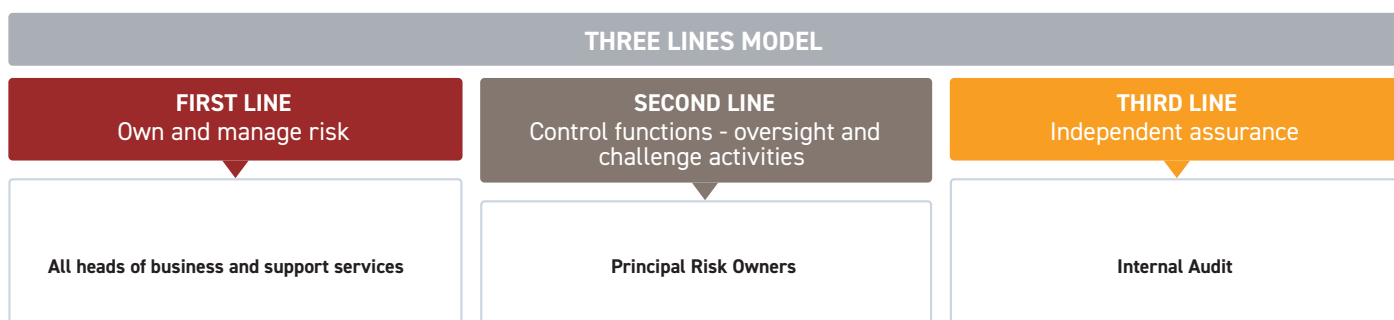 THREE LINES MODEL
FIRST LINE
Own and manage risk
SECOND LINE
Control functions - oversight and
challenge activities
THIRD LINE
Independent assurance
All heads of business and support services
Principal Risk Owners
Internal Audit